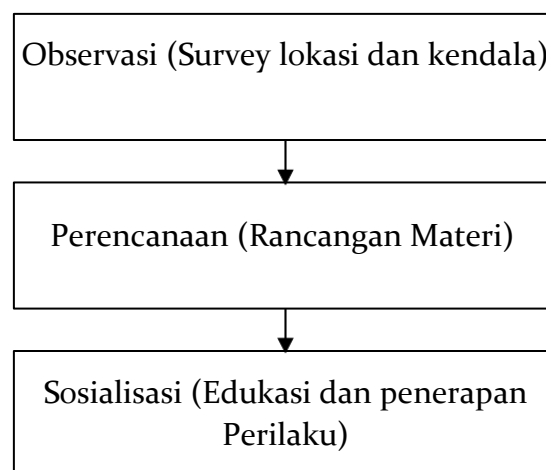 Observasi (Survey lokasi dan kendala)
Perencanaan (Rancangan Materi)
Sosialisasi (Edukasi dan penerapan
Perilaku)